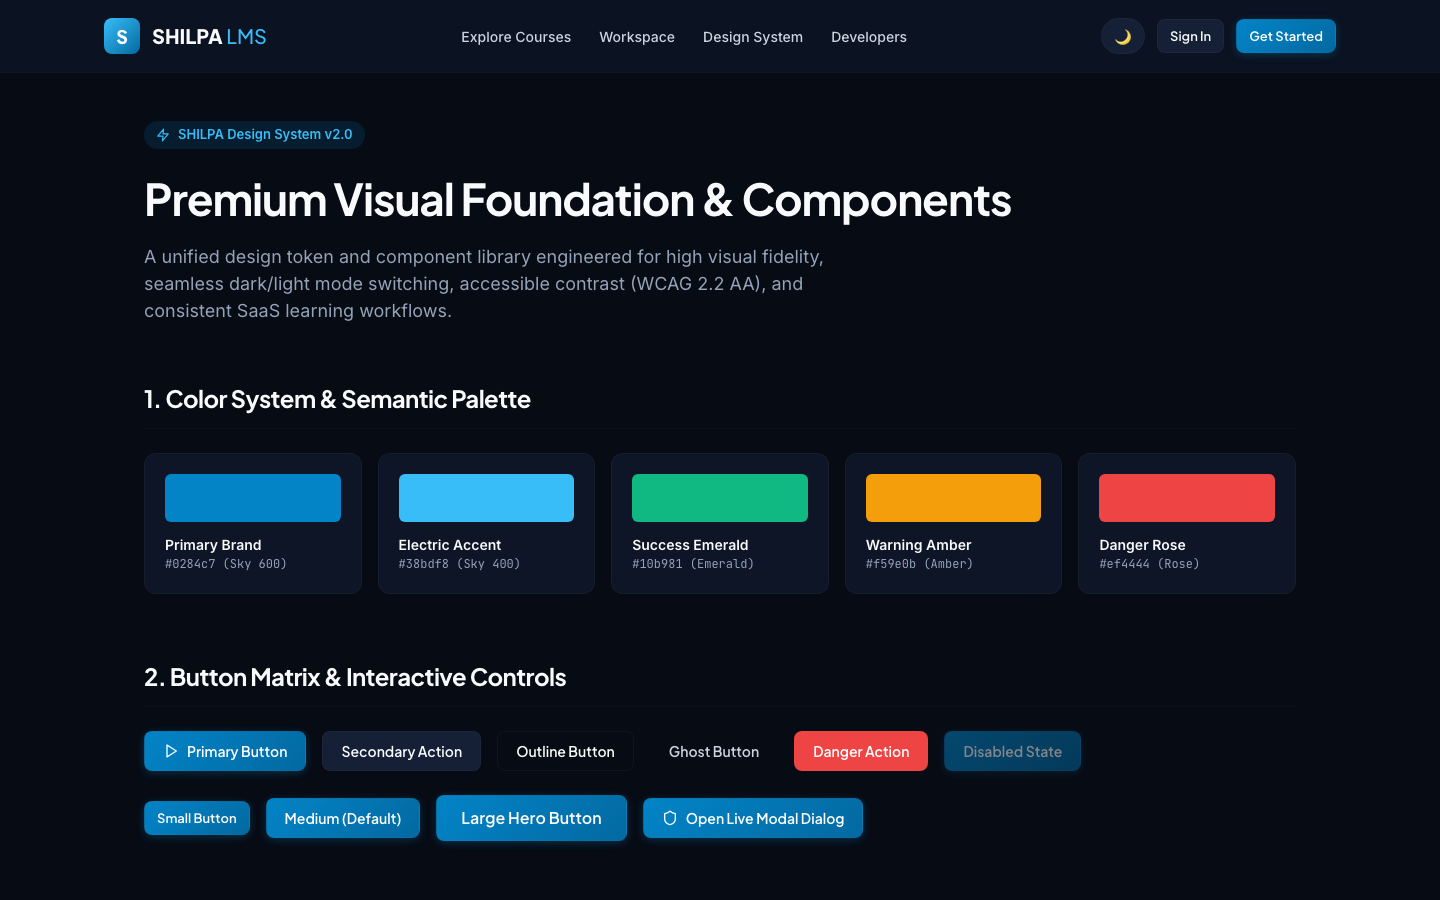 S SHILPA LMS
Explore Courses
Workspace
Design System
Developers
Sign In
Get Started
SHILPA Design System v2.0
Premium Visual Foundation & Components
A unified design token and component library engineered for high visual fidelity,
seamless dark/light mode switching, accessible contrast (WCAG 2.2 AA), and
consistent SaaS learning workflows.
1. Color System & Semantic Palette
Primary Brand
#0284c7 (Sky 600)
Electric Accent
#38bdf8 (Sky 400)
Success Emerald
#10b981 (Emerald)
Warning Amber
#f59e0b (Amber)
Danger Rose
#ef4444 (Rose)
2. Button Matrix & Interactive Controls
Primary Button
Secondary Action
Outline Button
Ghost Button
Danger Action
Disabled State
Small Button
Medium (Default)
Large Hero Button
Open Live Modal Dialog